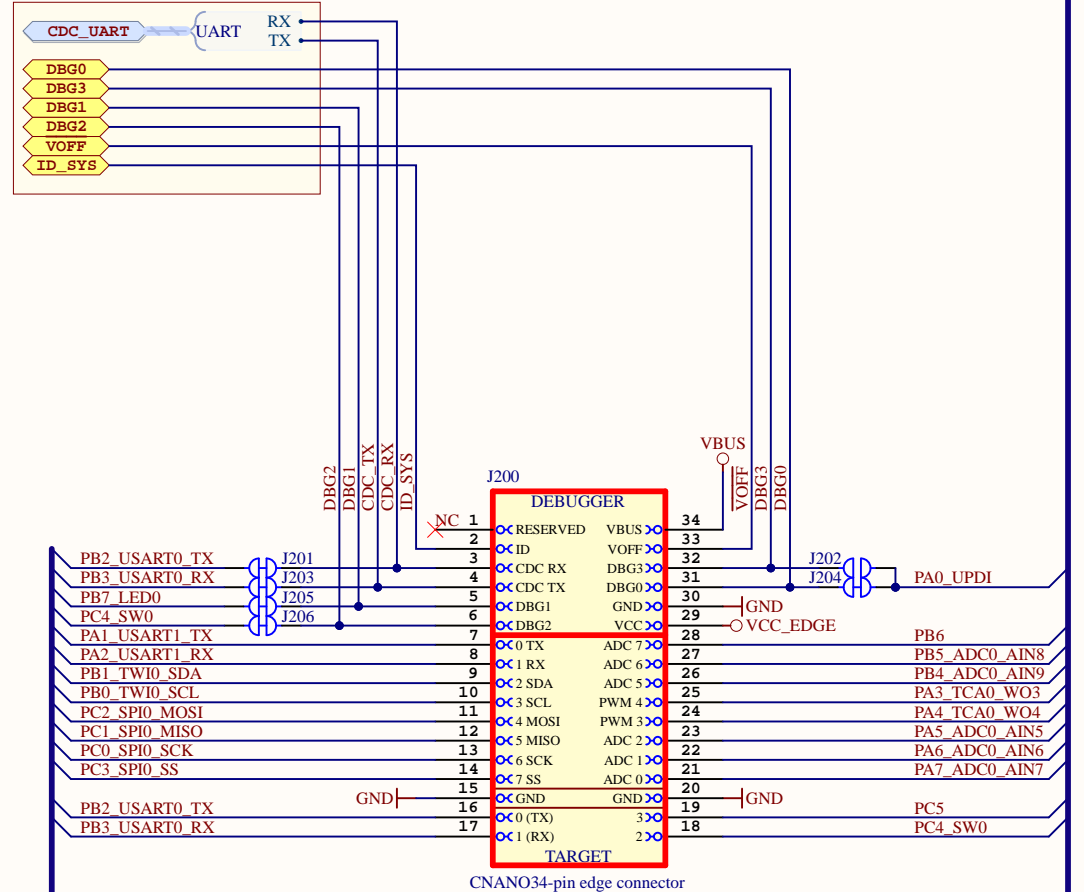 CDC_UART
UART
RX
TX
DBG0
DBG3
DBG1
DBG2
VOFF
ID_SYS
DBG2
DBG1
CDC_TX
CDC_RX
ID_SYS
VBUS
VOFF
DBG3
DBG0
J200
DEBUGGER
NC 1 RESERVED VBUS 34
2 ID VOFF 33
PB2_USART0_TX J201 3 CDC RX DBG3 32 J202
PB3_USART0_RX J203 4 CDC TX DBG0 31 J204 PA0_UPDI
PB7_LED0 J205 5 DBG1 GND 30 GND
PC4_SW0 J206 6 DBG2 VCC 29 VCC_EDGE
PA1_USART1_TX 7 0 TX ADC 7 28 PB6
PA2_USART1_RX 8 1 RX ADC 6 27 PB5_ADC0_AIN8
PB1_TWI0_SDA 9 2 SDA ADC 5 26 PB4_ADC0_AIN9
PB0_TWI0_SCL 10 3 SCL PWM 4 25 PA3_TCA0_WO3
PC2_SPI0_MOSI 11 4 MOSI PWM 3 24 PA4_TCA0_WO4
PC1_SPI0_MISO 12 5 MISO ADC 2 23 PA5_ADC0_AIN5
PC0_SPI0_SCK 13 6 SCK ADC 1 22 PA6_ADC0_AIN6
PC3_SPI0_SS 14 7 SS ADC 0 21 PA7_ADC0_AIN7
GND 15 GND GND 20 GND
PB2_USART0_TX 16 0 (TX) 3 19 PC5
PB3_USART0_RX 17 1 (RX) 2 18 PC4_SW0
TARGET
CNANO34-pin edge connector